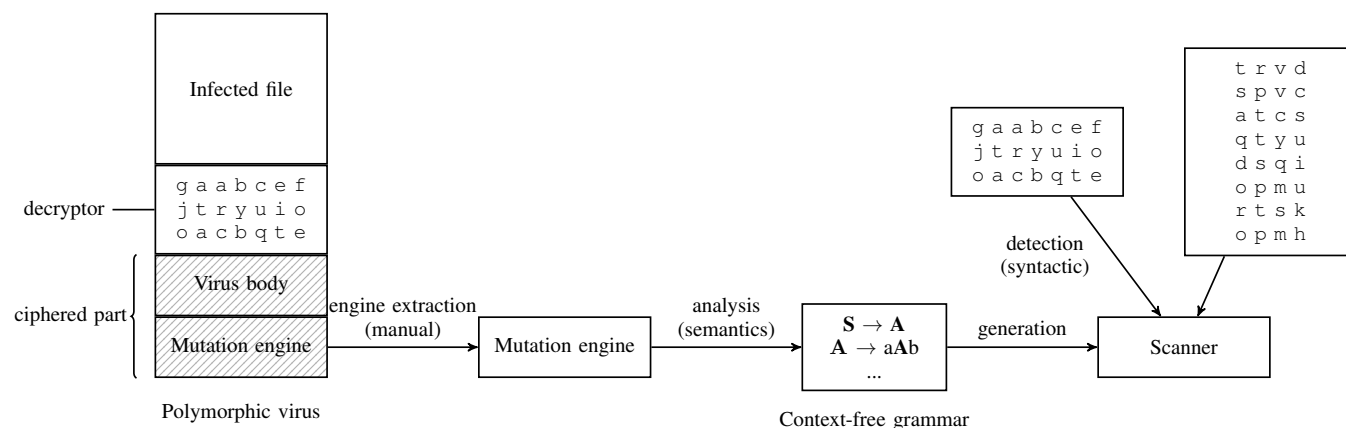 Infected file
g a a b c e f
j t r y u i o
o a c b q t e
decryptor
Virus body
ciphered part
Mutation engine
Polymorphic virus
engine extraction
(manual)
Mutation engine
analysis
(semantics)
S → A
A → aAb
...
Context-free grammar
generation
g a a b c e f
j t r y u i o
o a c b q t e
detection
(syntactic)
t r v d
s p v c
a t c s
q t y u
d s q i
o p m u
r t s k
o p m h
Scanner